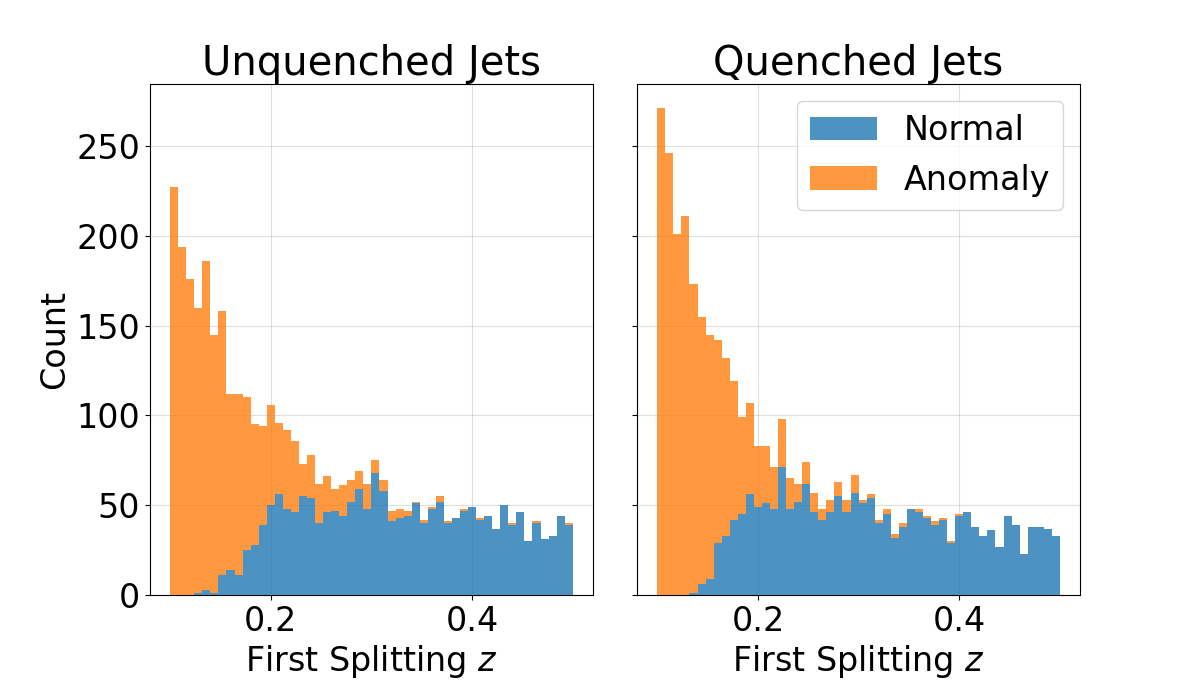 Unquenched Jets
Quenched Jets
Normal
Anomaly
Count
250
200
150
100
50
0
0.2
0.4
0.2
0.4
First Splitting z
First Splitting z